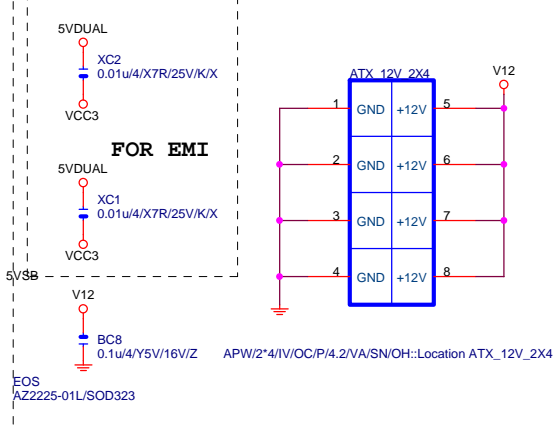 5VDUAL
XC2
0.01u/4/X7R/25V/K/X
VCC3
FOR EMI
5VDUAL
XC1
0.01u/4/X7R/25V/K/X
VCC3
5VSB
V12
BC8
0.1u/4/Y5V/16V/Z
EOS
AZ2225-01L/SOD323
ATX_12V_2X4
V12
1 GND +12V 5
2 GND +12V 6
3 GND +12V 7
4 GND +12V 8
APW/2*4/IV/OC/P/4.2/VA/SN/OH::Location ATX_12V_2X4